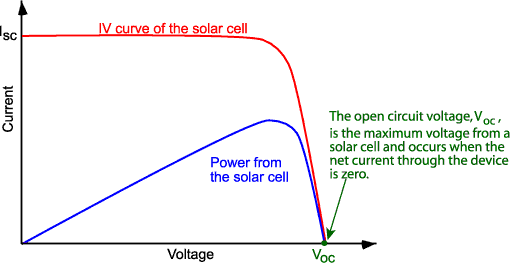 ISC
IV curve of the solar cell
Current
The open circuit voltage, VOC,
is the maximum voltage from a
solar cell and occurs when the
net current through the device
is zero.
Power from
the solar cell
Voltage
VOC